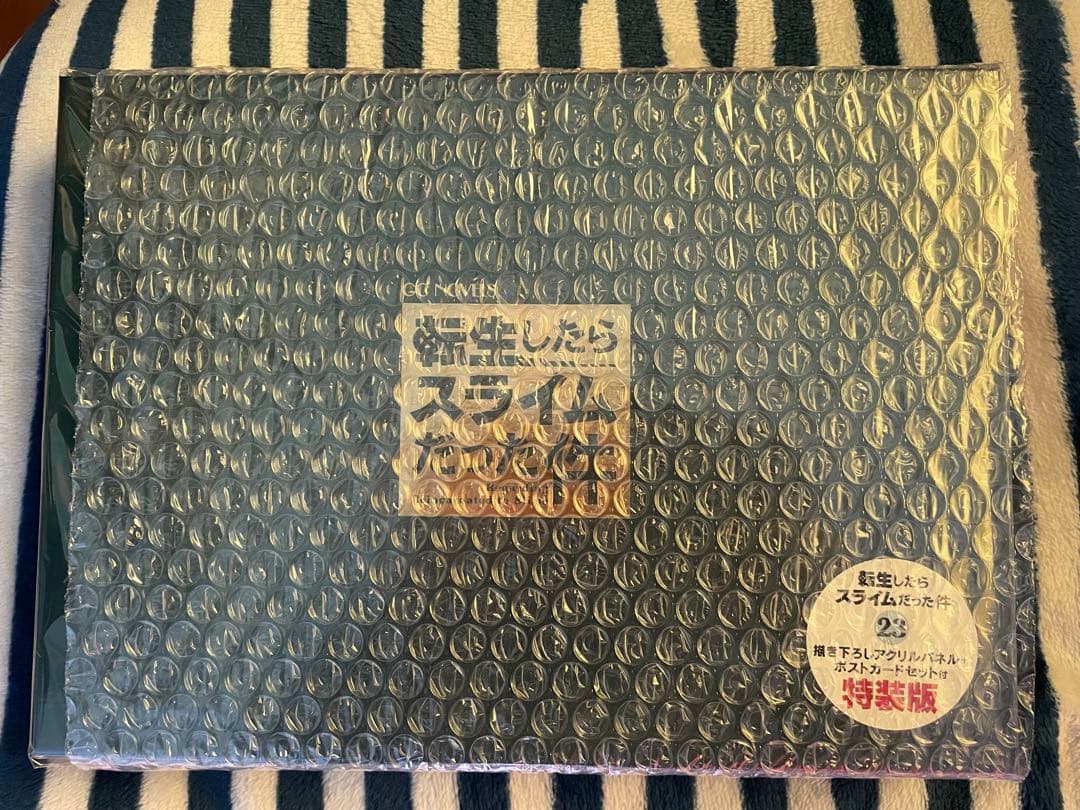 GC NOVELS
転生したら
スライム
だった件
転生したら
スライムだった件
23
描き下ろしアクリルパネル+
ポストカードセット付
特装版